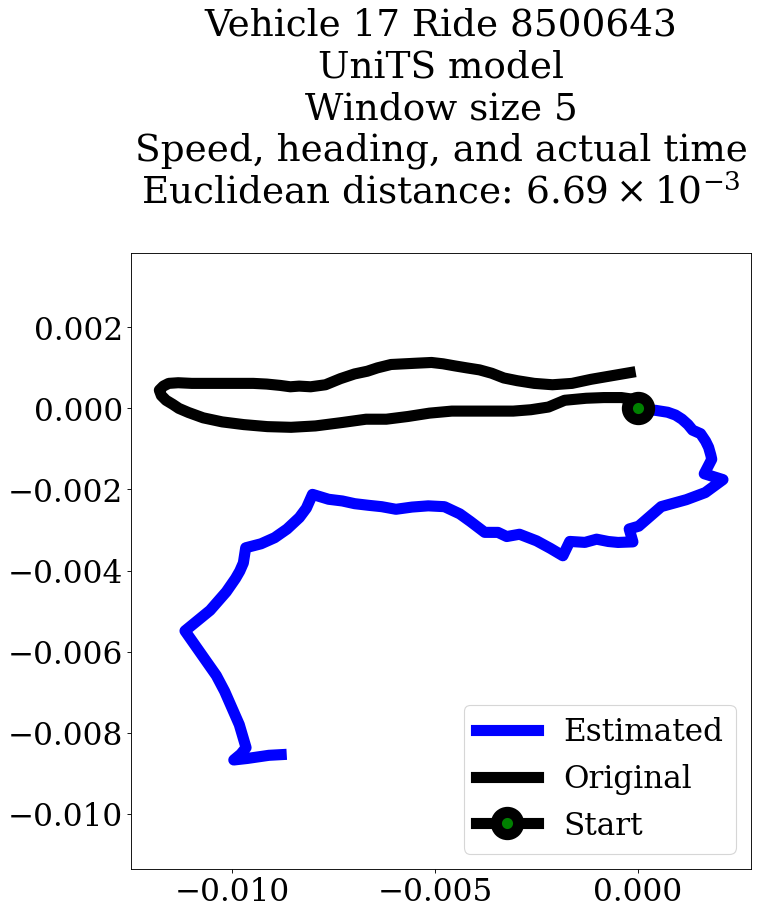 Vehicle 17 Ride 8500643
UniTS model
Window size 5
Speed, heading, and actual time
Euclidean distance: 6.69 × 10⁻³
0.002
0.000
−0.002
−0.004
−0.006
−0.008
−0.010
Estimated
Original
Start
−0.010 −0.005 0.000